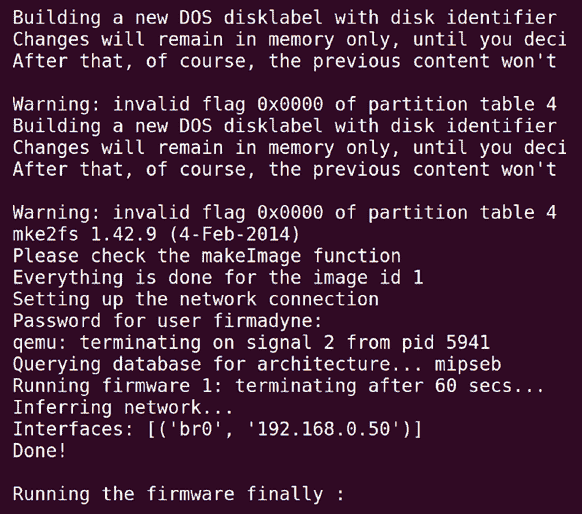 Building a new DOS disklabel with disk identifier
Changes will remain in memory only, until you deci
After that, of course, the previous content won't
Warning: invalid flag 0x0000 of partition table 4
Building a new DOS disklabel with disk identifier
Changes will remain in memory only, until you deci
After that, of course, the previous content won't
Warning: invalid flag 0x0000 of partition table 4
mke2fs 1.42.9 (4-Feb-2014)
Please check the makeImage function
Everything is done for the image id 1
Setting up the network connection
Password for user firmadyne:
qemu: terminating on signal 2 from pid 5941
Querying database for architecture... mipseb
Running firmware 1: terminating after 60 secs...
Inferring network...
Interfaces: [('br0', '192.168.0.50')]
Done!
Running the firmware finally :